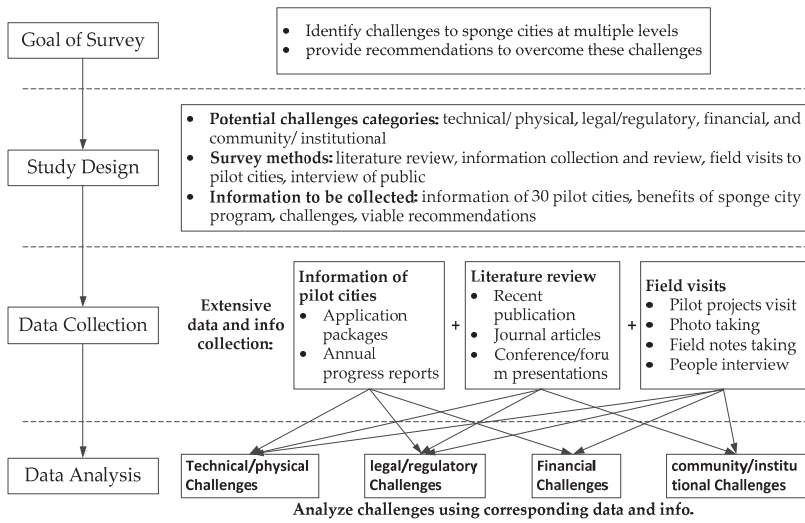 Goal of Survey
• Identify challenges to sponge cities at multiple levels
• provide recommendations to overcome these challenges
Study Design
• Potential challenges categories: technical/ physical, legal/regulatory, financial, and
community/ institutional
• Survey methods: literature review, information collection and review, field visits to
pilot cities, interview of public
• Information to be collected: information of 30 pilot cities, benefits of sponge city
program, challenges, viable recommendations
Data Collection
Extensive
data and info
collection:
Information of
pilot cities
• Application
packages
• Annual
progress reports
+
Literature review
• Recent
publication
• Journal articles
• Conference/foru
m presentations
+
Field visits
• Pilot projects visit
• Photo taking
• Field notes taking
• People interview
Data Analysis
Technical/physical
Challenges
legal/regulatory
Challenges
Financial
Challenges
community/institu
tional Challenges
Analyze challenges using corresponding data and info.